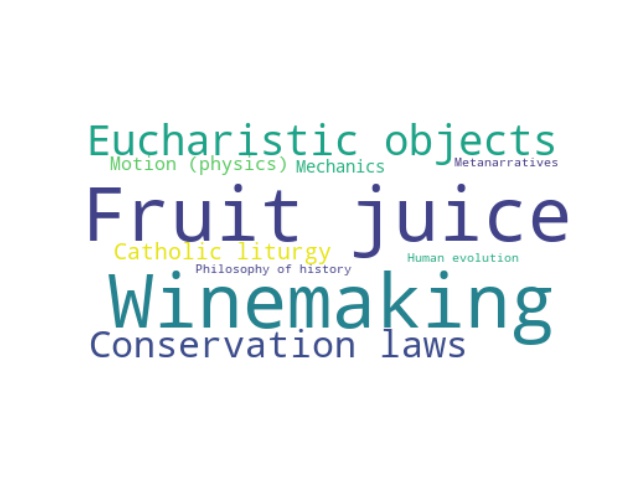 Eucharistic objects
Motion (physics) Mechanics Metanarratives
Fruit juice
Catholic liturgy Human evolution
Philosophy of history
Winemaking
Conservation laws